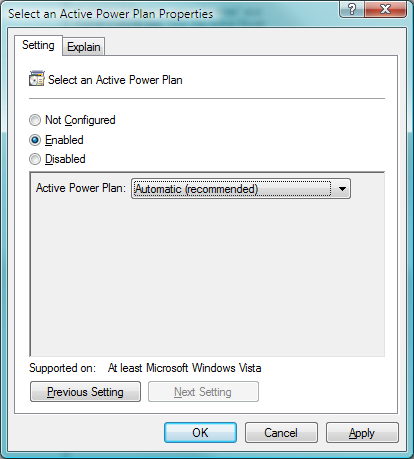 Select an Active Power Plan Properties
Setting
Explain
Select an Active Power Plan
Not Configured
Enabled
Disabled
Active Power Plan: Automatic (recommended)
Supported on: At least Microsoft Windows Vista
Previous Setting Next Setting
OK Cancel Apply